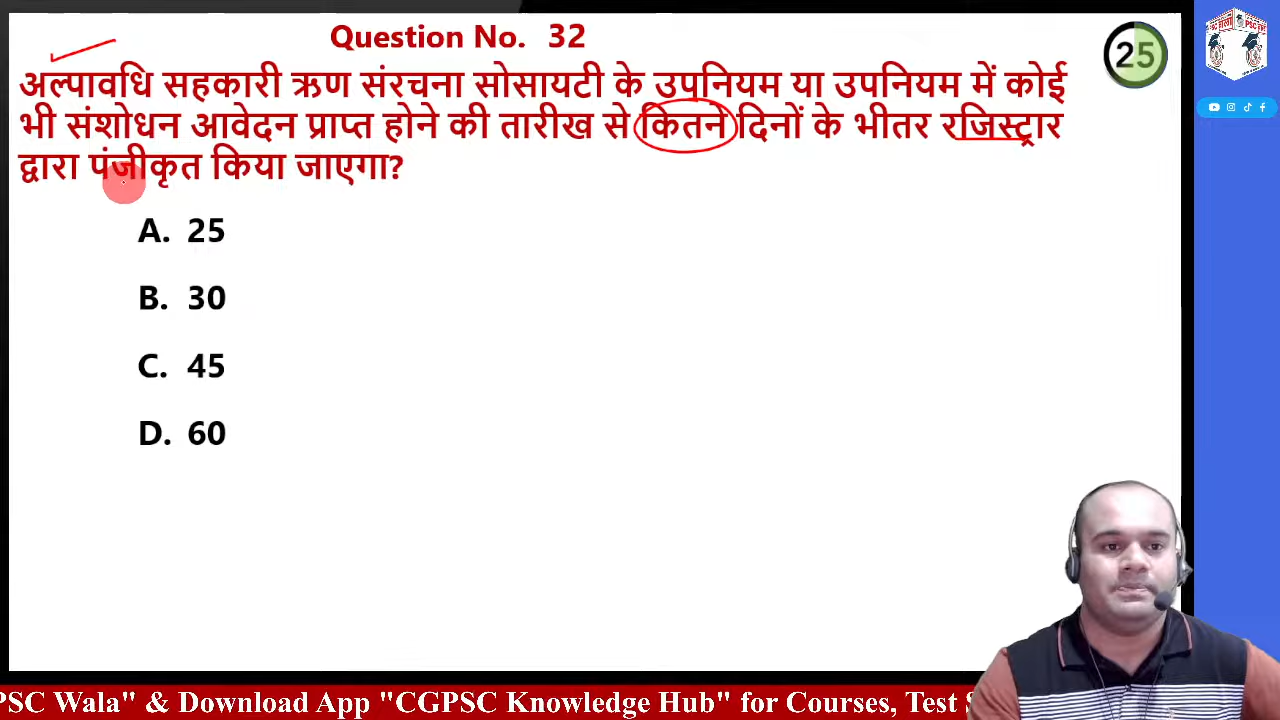 Question No. 32
25
अल्पावधि सहकारी ऋण संरचना सोसायटी के उपनियम या उपनियम में कोई
भी संशोधन आवेदन प्राप्त होने की तारीख से कितने दिनों के भीतर रजिस्ट्रार
द्वारा पंजीकृत किया जाएगा?
A. 25
B. 30
C. 45
D. 60
PSC Wala" & Download App "CGPSC Knowledge Hub" for Courses, Test